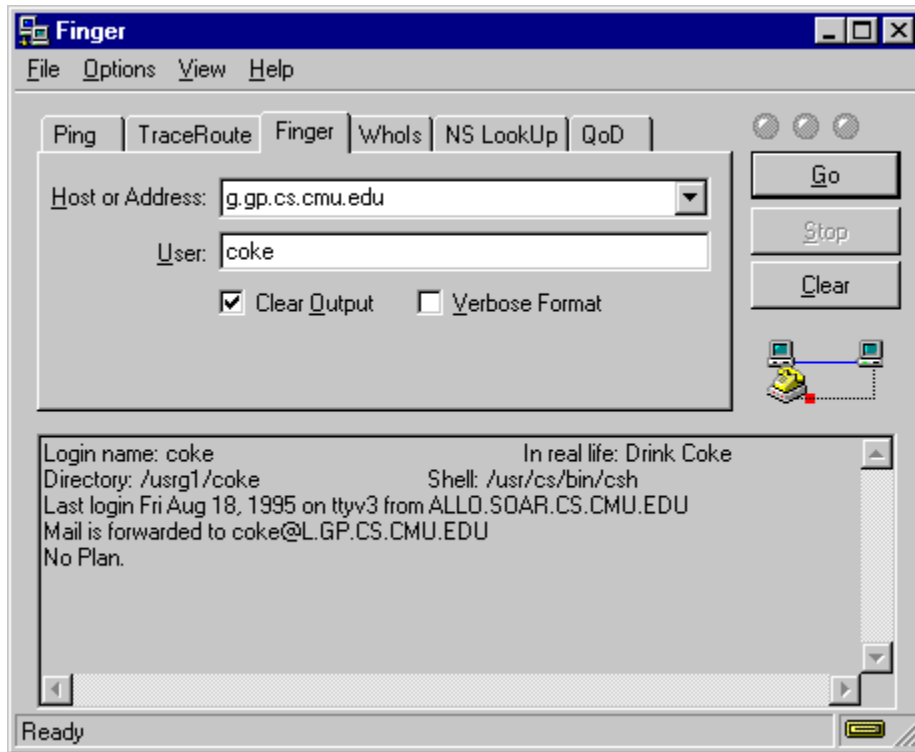 Finger
File Options View Help
Ping TraceRoute Finger WhoIs NS LookUp QoD
Host or Address: g.gp.cs.cmu.edu
Go
User: coke
Stop
Clear Output Verbose Format
Clear
Login name: coke In real life: Drink Coke
Directory: /usrg1/coke Shell: /usr/cs/bin/csh
Last login Fri Aug 18, 1995 on ttyv3 from ALLO.SOAR.CS.CMU.EDU
Mail is forwarded to coke@L.GP.CS.CMU.EDU
No Plan.
Ready